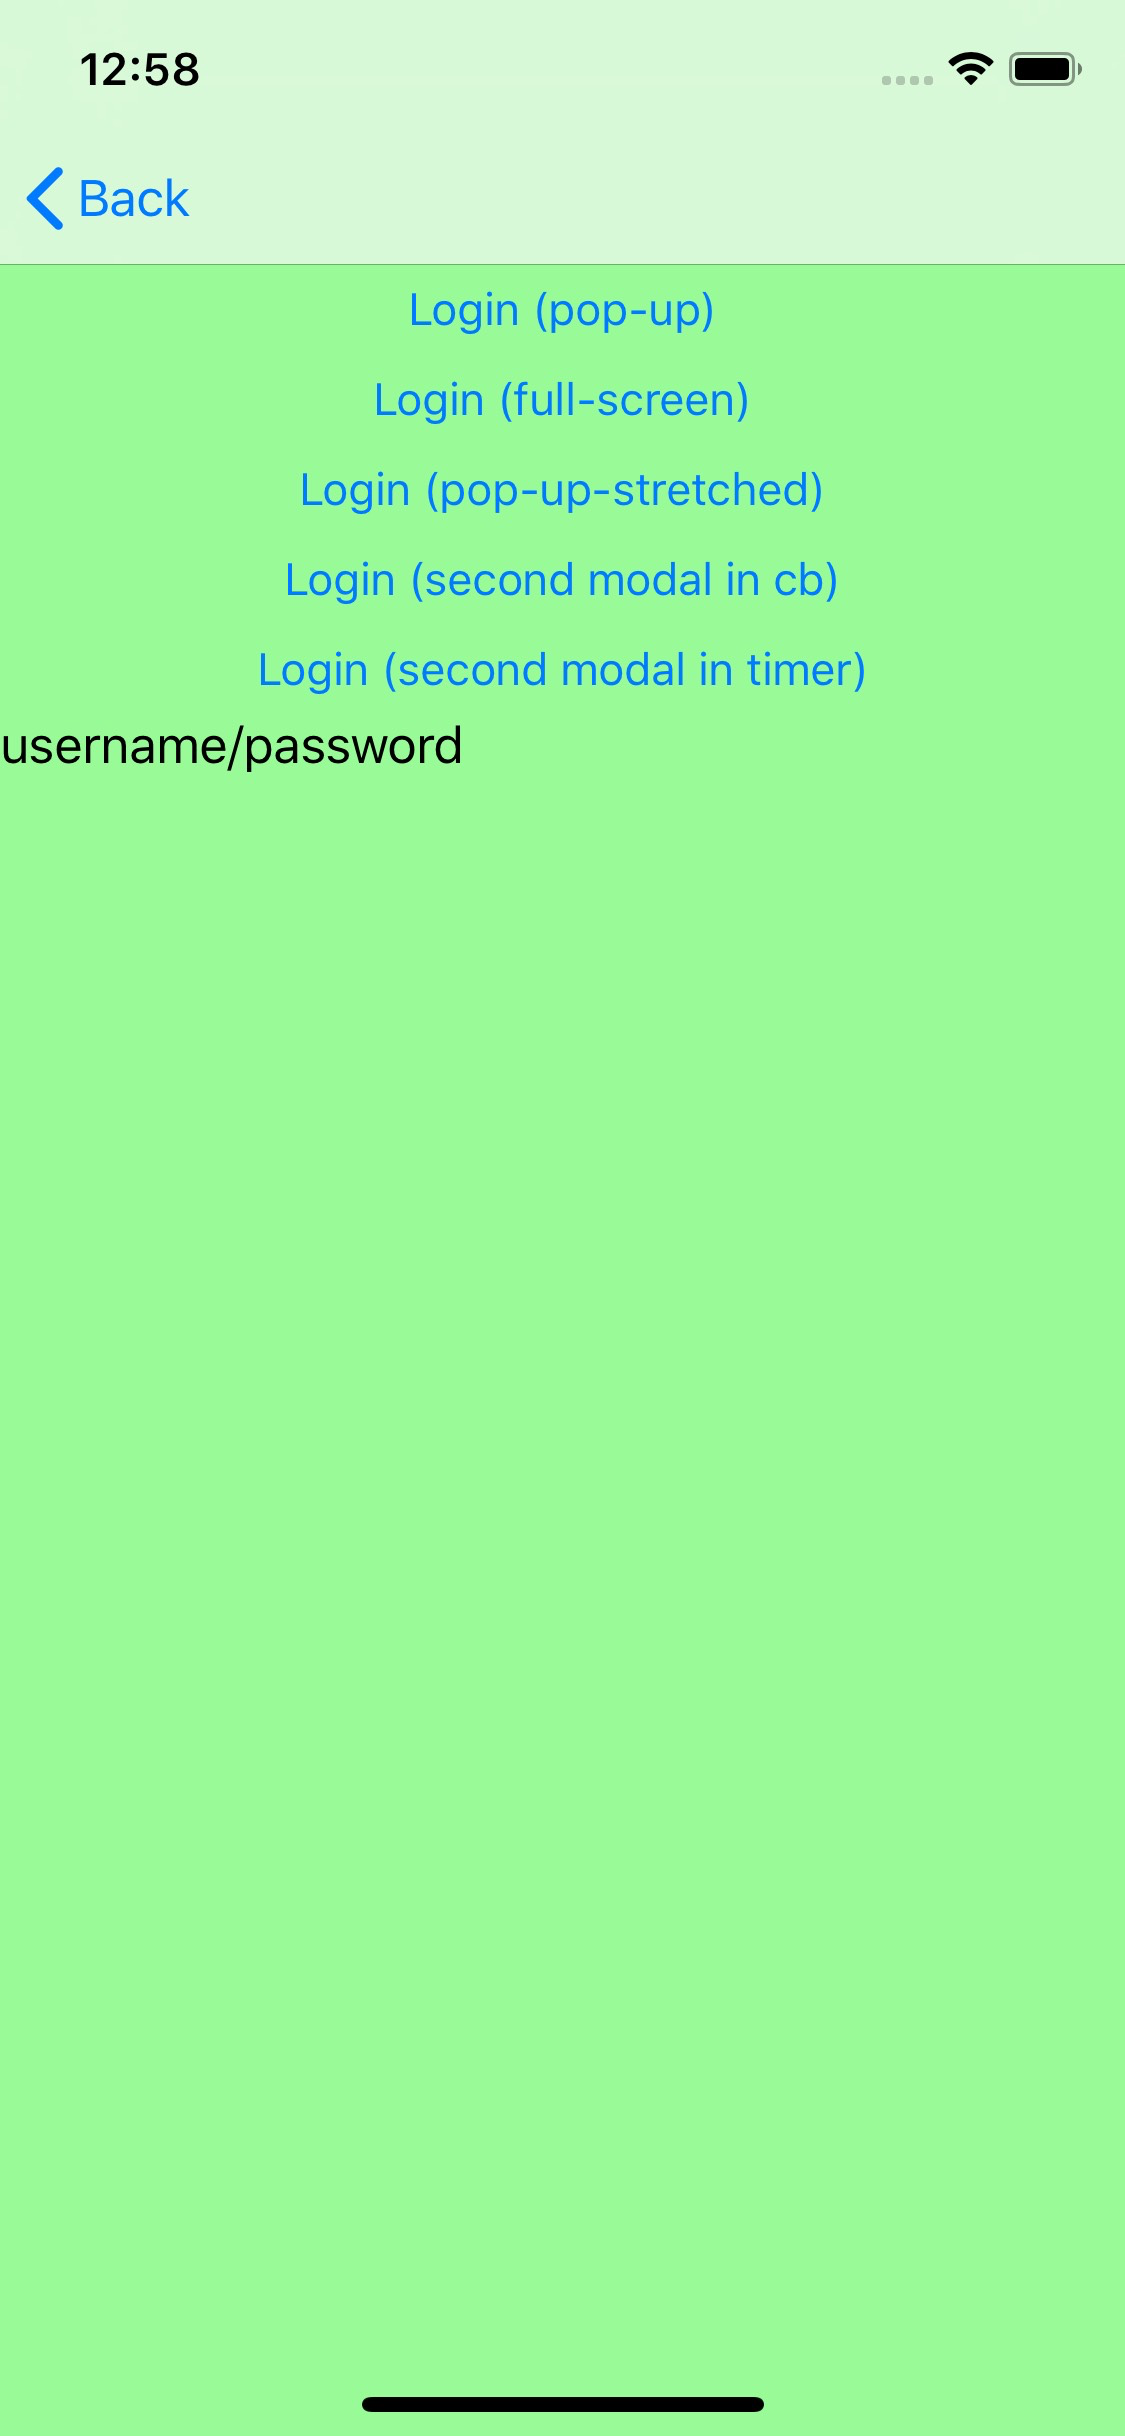 12:58
Back
Login (pop-up)
Login (full-screen)
Login (pop-up-stretched)
Login (second modal in cb)
Login (second modal in timer)
username/password